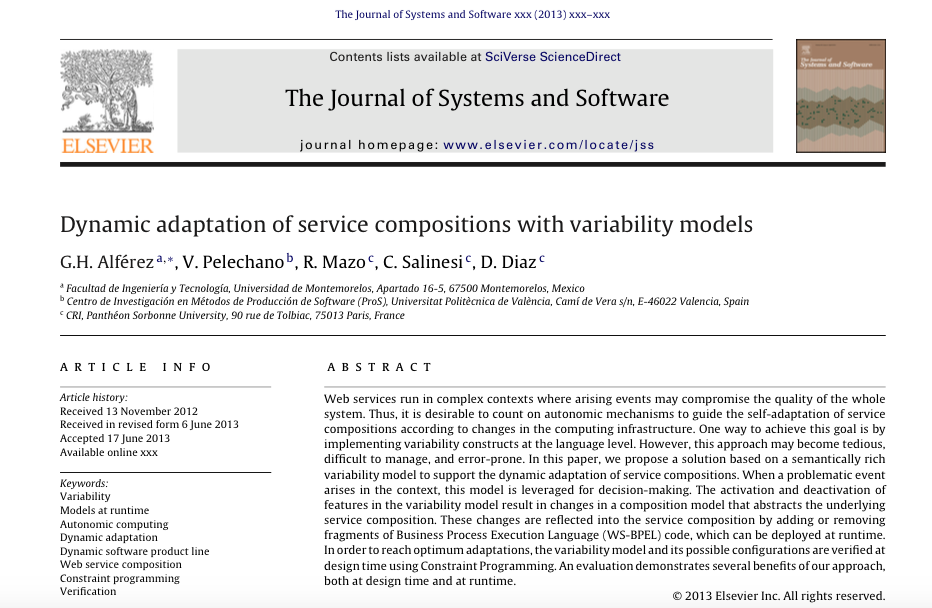 The Journal of Systems and Software xxx (2013) xxx–xxx
Contents lists available at SciVerse ScienceDirect
The Journal of Systems and Software
journal homepage: www.elsevier.com/locate/jss
ELSEVIER
The Journal of
Systems and Software
Dynamic adaptation of service compositions with variability models
G.H. Alférez a,∗, V. Pelechano b, R. Mazo c, C. Salinesi c, D. Diaz c
a Facultad de Ingeniería y Tecnología, Universidad de Montemorelos, Apartado 16-5, 67500 Montemorelos, Mexico
b Centro de Investigación en Métodos de Producción de Software (ProS), Universitat Politècnica de València, Camí de Vera s/n, E-46022 Valencia, Spain
c CRI, Panthéon Sorbonne University, 90 rue de Tolbiac, 75013 Paris, France
ARTICLE INFO
Article history:
Received 13 November 2012
Received in revised form 6 June 2013
Accepted 17 June 2013
Available online xxx
Keywords:
Variability
Models at runtime
Autonomic computing
Dynamic adaptation
Dynamic software product line
Web service composition
Constraint programming
Verification
ABSTRACT
Web services run in complex contexts where arising events may compromise the quality of the whole
system. Thus, it is desirable to count on autonomic mechanisms to guide the self-adaptation of service
compositions according to changes in the computing infrastructure. One way to achieve this goal is by
implementing variability constructs at the language level. However, this approach may become tedious,
difficult to manage, and error-prone. In this paper, we propose a solution based on a semantically rich
variability model to support the dynamic adaptation of service compositions. When a problematic event
arises in the context, this model is leveraged for decision-making. The activation and deactivation of
features in the variability model result in changes in a composition model that abstracts the underlying
service composition. These changes are reflected into the service composition by adding or removing
fragments of Business Process Execution Language (WS-BPEL) code, which can be deployed at runtime.
In order to reach optimum adaptations, the variability model and its possible configurations are verified at
design time using Constraint Programming. An evaluation demonstrates several benefits of our approach,
both at design time and at runtime.
© 2013 Elsevier Inc. All rights reserved.